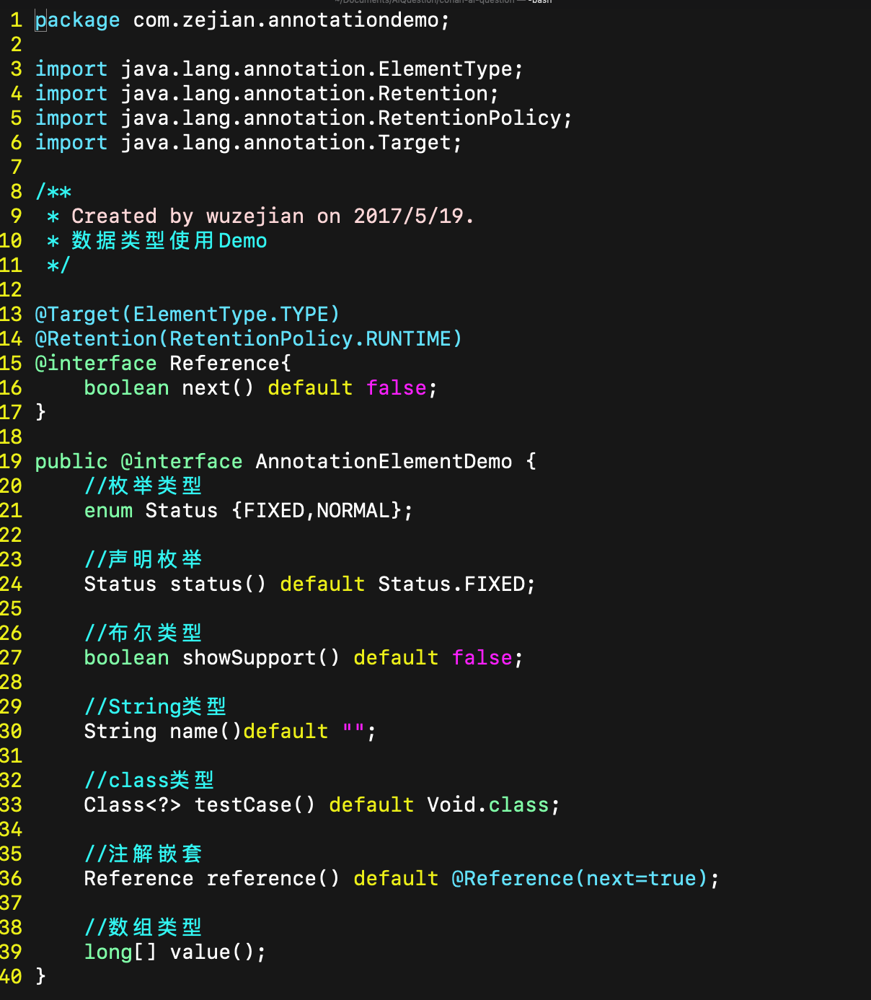 ~/Documents/AIQuestion/conan-ai-question — -bash
1 package com.zejian.annotationdemo;
2
3 import java.lang.annotation.ElementType;
4 import java.lang.annotation.Retention;
5 import java.lang.annotation.RetentionPolicy;
6 import java.lang.annotation.Target;
7
8 /**
9  * Created by wuzejian on 2017/5/19.
10  * 数据类型使用Demo
11  */
12
13 @Target(ElementType.TYPE)
14 @Retention(RetentionPolicy.RUNTIME)
15 @interface Reference{
16     boolean next() default false;
17 }
18
19 public @interface AnnotationElementDemo {
20     //枚举类型
21     enum Status {FIXED,NORMAL};
22
23     //声明枚举
24     Status status() default Status.FIXED;
25
26     //布尔类型
27     boolean showSupport() default false;
28
29     //String类型
30     String name()default "";
31
32     //class类型
33     Class<?> testCase() default Void.class;
34
35     //注解嵌套
36     Reference reference() default @Reference(next=true);
37
38     //数组类型
39     long[] value();
40 }